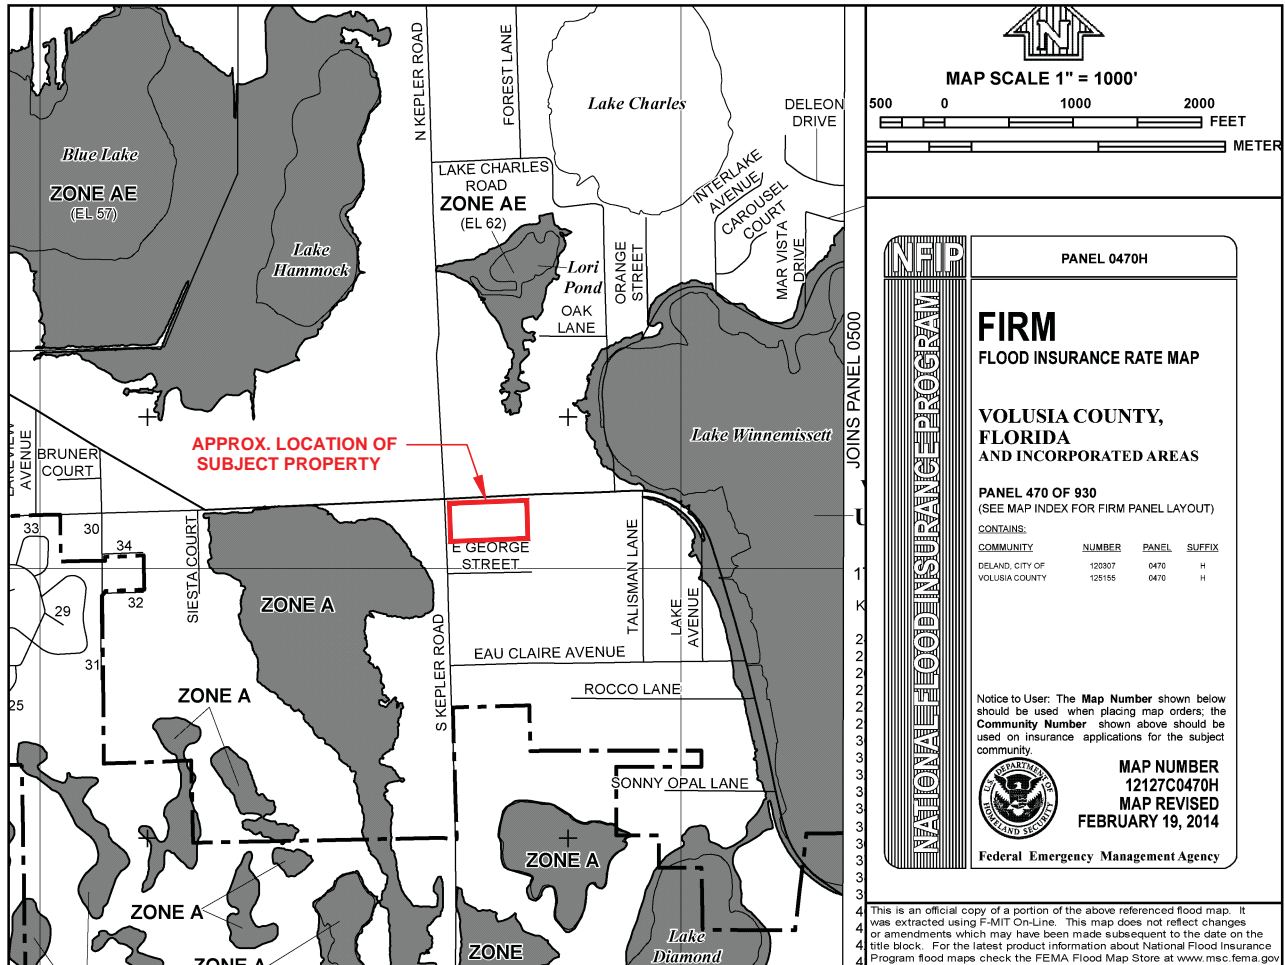 Blue Lake
ZONE AE
(EL 57)
Lake
Hammock
N KEPLER ROAD
FOREST LANE
Lake Charles
DELEON
DRIVE
LAKE CHARLES
ROAD
ZONE AE
(EL 62)
Lori
Pond
OAK
LANE
ORANGE
STREET
INTERLAKE
AVENUE
CAROUSEL
COURT
MAR VISTA
DRIVE
JOINS PANEL 0500
Lake Winnemissett
APPROX. LOCATION OF
SUBJECT PROPERTY
AVENUE
BRUNER
COURT
33
30
34
32
29
31
25
SIESTA COURT
E GEORGE
STREET
ZONE A
TALISMAN LANE
LAKE
AVENUE
S KEPLER ROAD
EAU CLAIRE AVENUE
ROCCO LANE
ZONE A
SONNY OPAL LANE
ZONE A
ZONE A
ZONE A
ZONE
Lake
Diamond
N
MAP SCALE 1" = 1000'
500 0 1000 2000
FEET
METER
NFIP
PANEL 0470H
NATIONAL FLOOD INSURANCE PROGRAM
FIRM
FLOOD INSURANCE RATE MAP
VOLUSIA COUNTY,
FLORIDA
AND INCORPORATED AREAS
PANEL 470 OF 930
(SEE MAP INDEX FOR FIRM PANEL LAYOUT)
CONTAINS:
COMMUNITY NUMBER PANEL SUFFIX
DELAND, CITY OF 120307 0470 H
VOLUSIA COUNTY 125155 0470 H
Notice to User: The Map Number shown below
should be used when placing map orders; the
Community Number shown above should be
used on insurance applications for the subject
community.
U.S. DEPARTMENT OF
HOMELAND SECURITY
MAP NUMBER
12127C0470H
MAP REVISED
FEBRUARY 19, 2014
Federal Emergency Management Agency
This is an official copy of a portion of the above referenced flood map. It
was extracted using F-MIT On-Line. This map does not reflect changes
or amendments which may have been made subsequent to the date on the
title block. For the latest product information about National Flood Insurance
Program flood maps check the FEMA Flood Map Store at www.msc.fema.gov